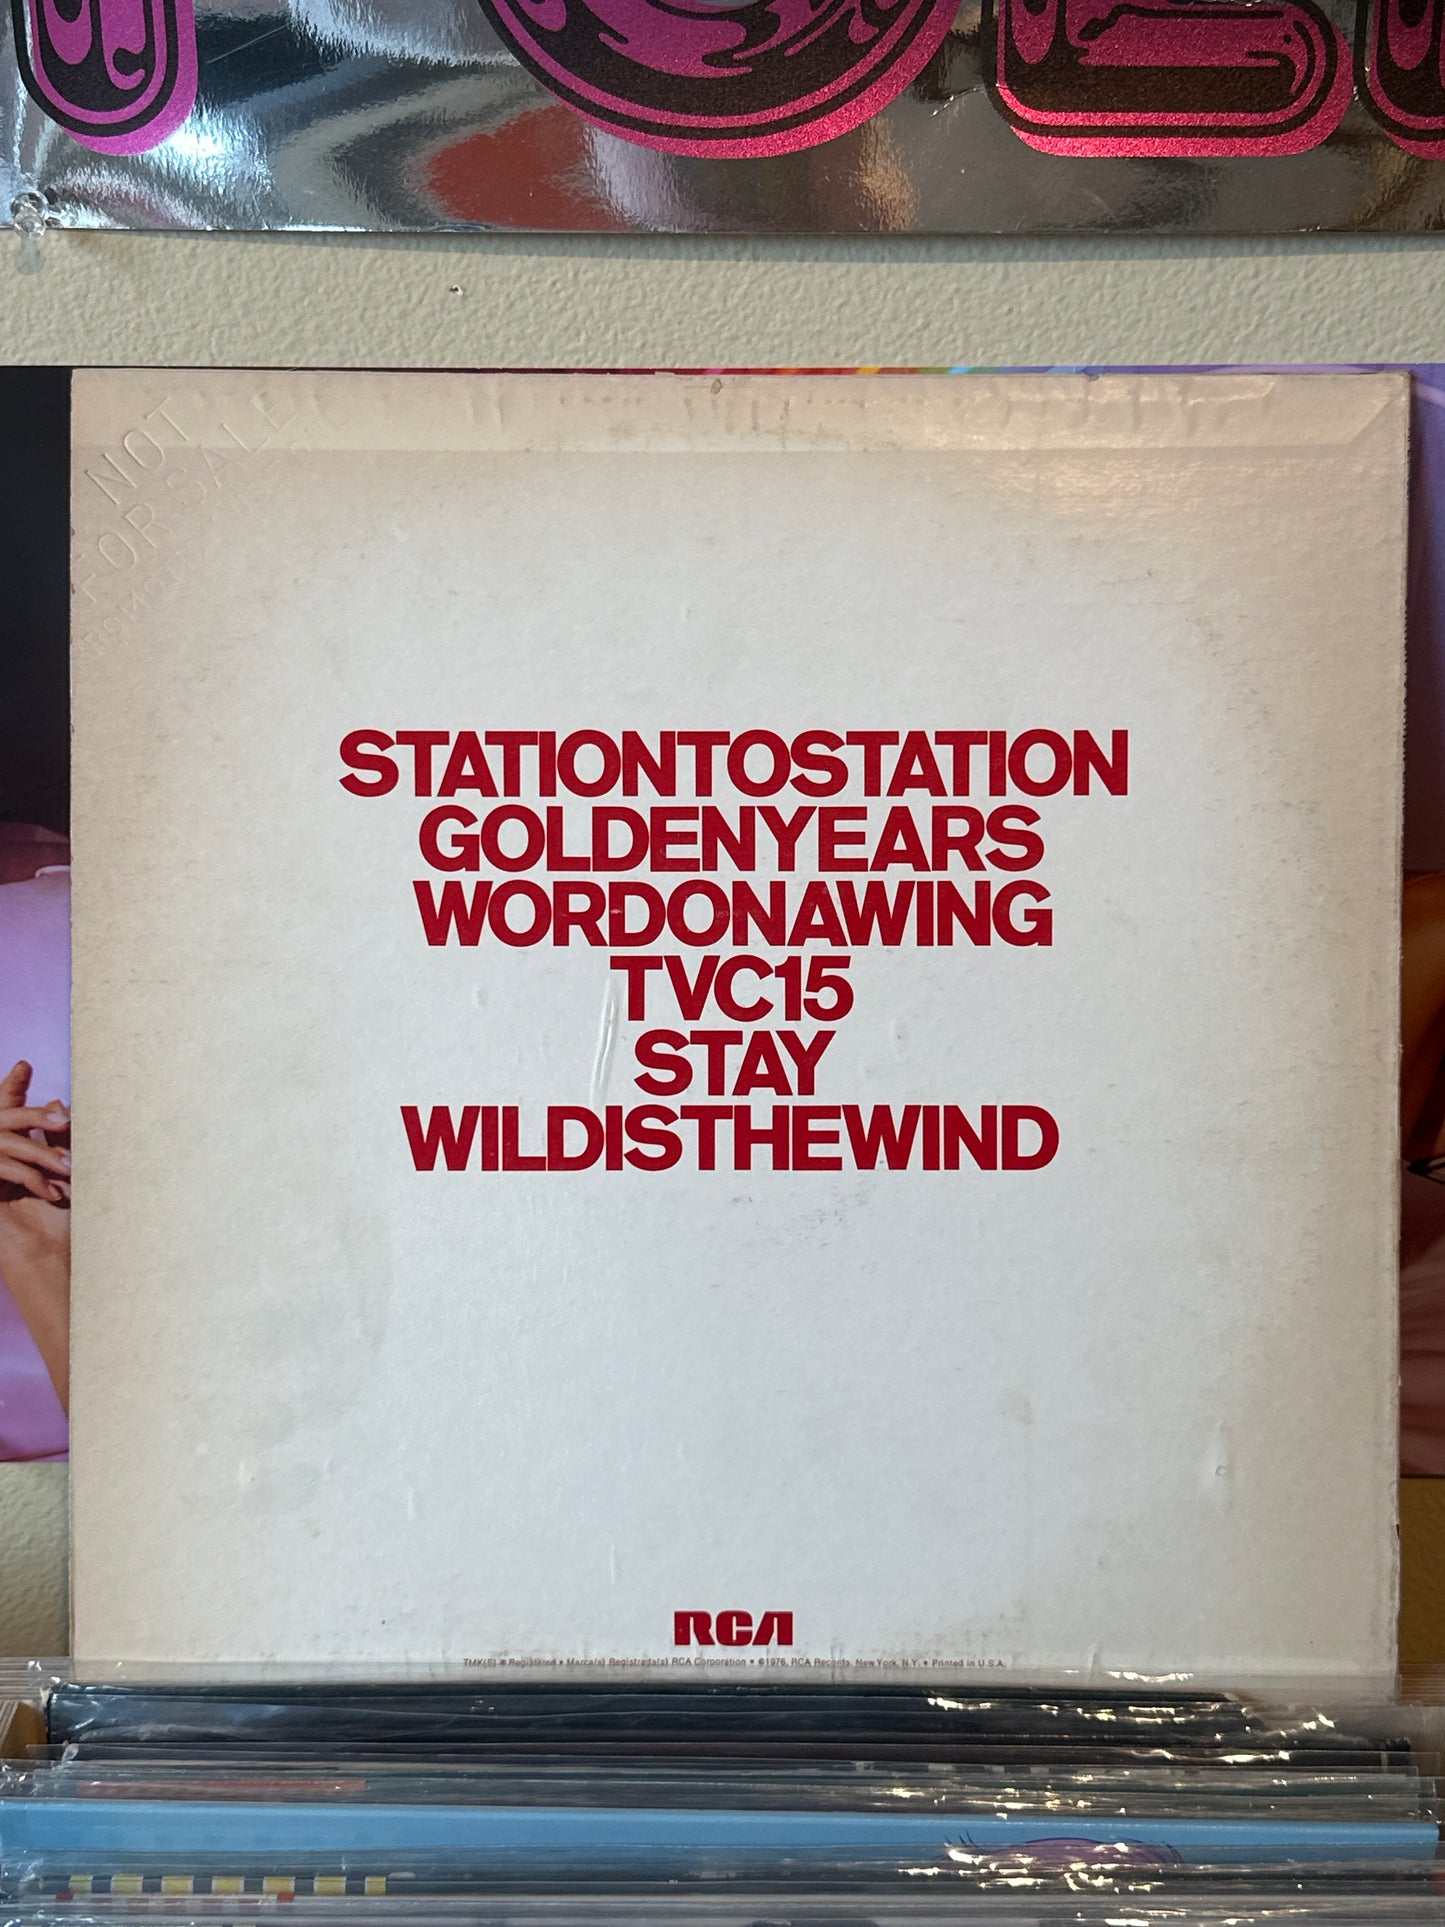 NOT
FOR SALE
STATIONTOSTATION
GOLDENYEARS
WORDONAWING
TVC15
STAY
WILDISTHEWIND
RCA
TMK(S) ® Registered • Marca(s) Registrada(s) RCA Corporation • ©1976, RCA Records, New York, N.Y. • Printed in U.S.A.